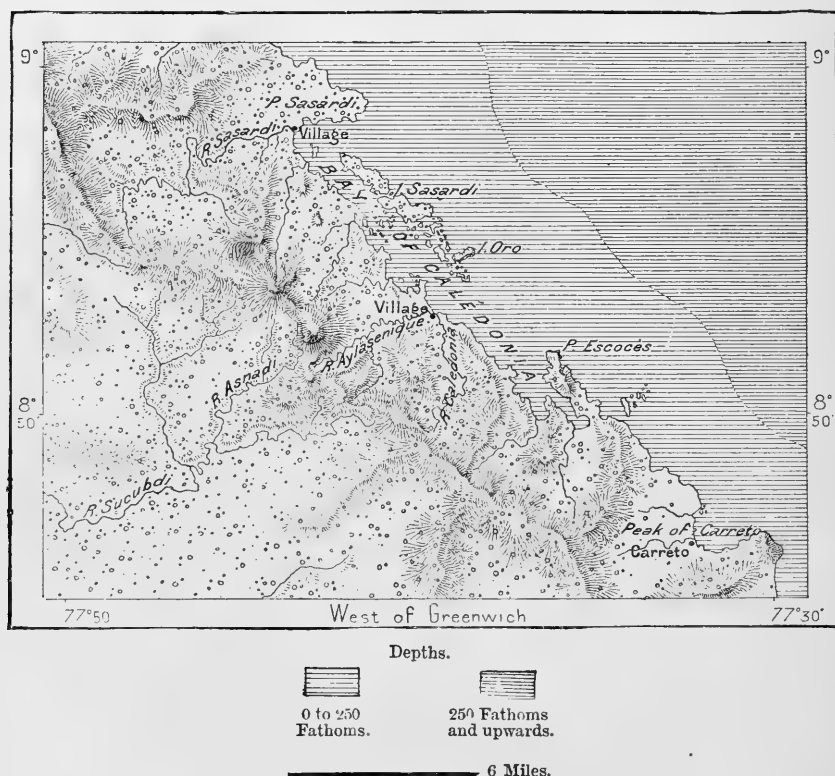 9° 9°
P. Sasardi
R. Sasardi Village
I. Sasardi
BAY OF CALEDONIA
I. Oro
Village
R. Aylasenique
P. Escocés
R. Caledonia
R. Asnadi
8° 50' 8° 50'
R. Sucubdi
Peak of Carreto
Carreto
77°50' West of Greenwich 77°30'
Depths.
0 to 250 Fathoms.
250 Fathoms and upwards.
6 Miles.